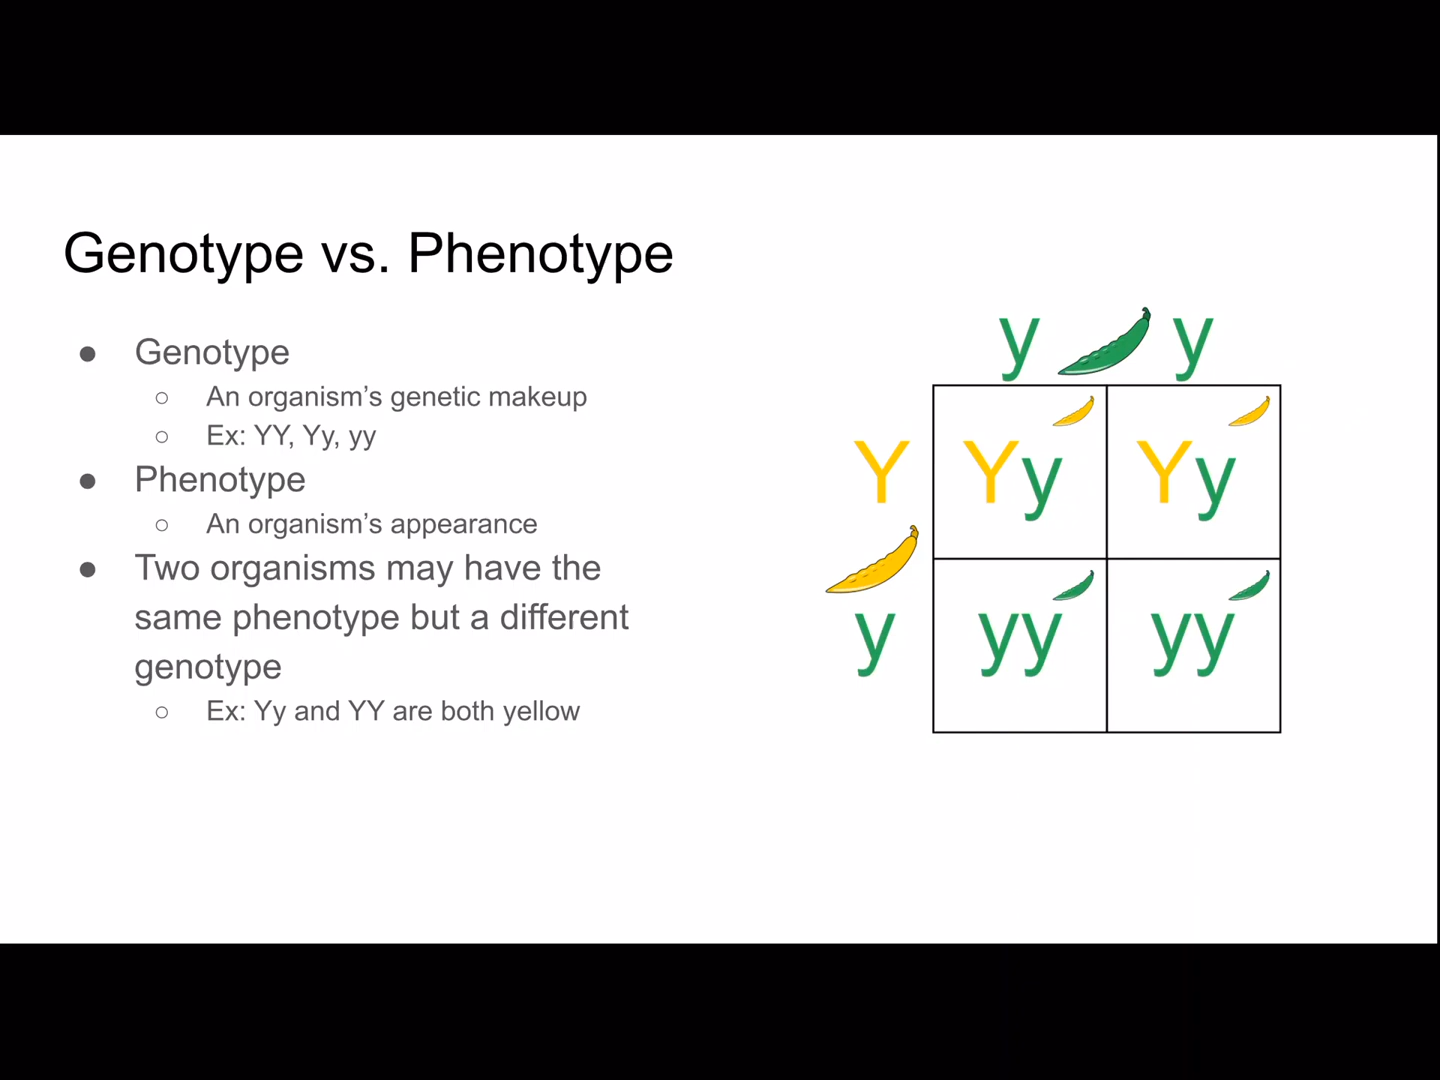 Genotype vs. Phenotype
● Genotype
○ An organism's genetic makeup
○ Ex: YY, Yy, yy
● Phenotype
○ An organism's appearance
● Two organisms may have the
same phenotype but a different
genotype
○ Ex: Yy and YY are both yellow
y y
Y Yy Yy
y yy yy